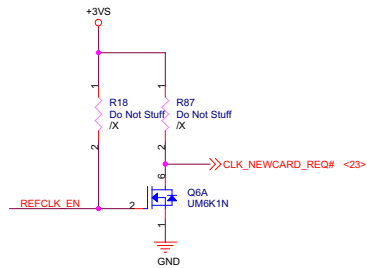 +3VS
1
1
R18
Do Not Stuff
/X
R87
Do Not Stuff
/X
2
2
CLK_NEWCARD_REQ# <23>
6
Q6A
UM6K1N
REFCLK_EN
2
1
GND